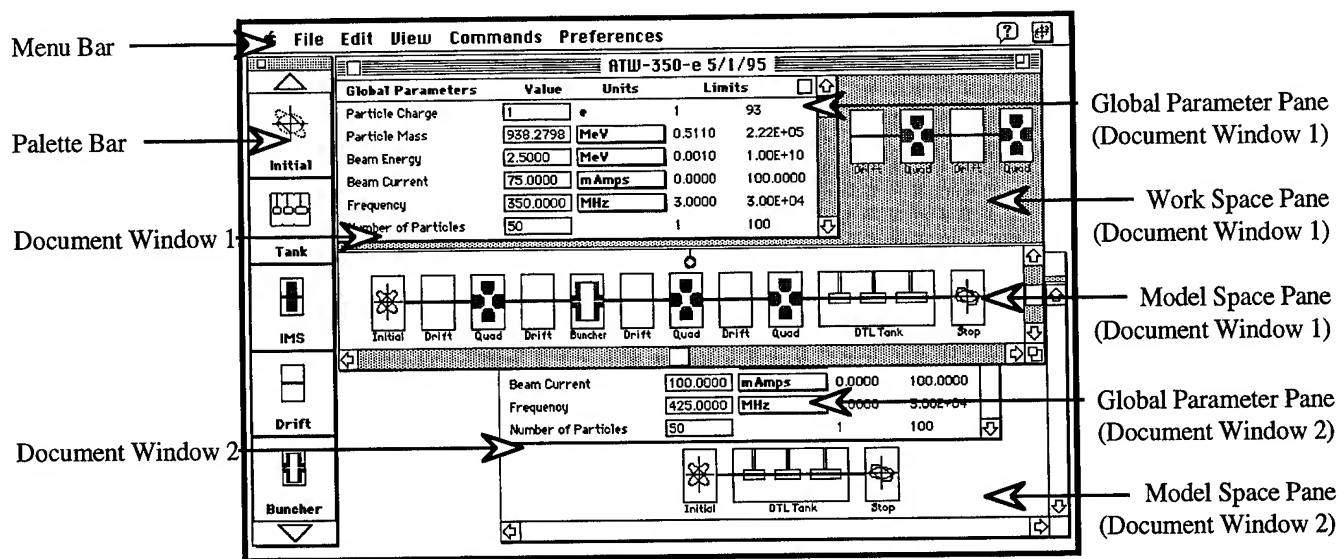 Menu Bar
File Edit View Commands Preferences
ATW-350-e 5/1/95
Global Parameters Value Units Limits
Particle Charge 1 e 1 93
Particle Mass 938.2798 MeV 0.5110 2.22E+05
Beam Energy 2.5000 MeV 0.0010 1.00E+10
Beam Current 75.0000 mAmps 0.0000 100.0000
Frequency 350.0000 MHz 3.0000 3.00E+04
Number of Particles 50 1 100
Palette Bar
Initial
Tank
IMS
Drift
Buncher
Document Window 1
Drift Quad Drift Quad
Global Parameter Pane
(Document Window 1)
Work Space Pane
(Document Window 1)
Initial Drift Quad Drift Buncher Drift Quad Drift Quad DTL Tank Stop
Model Space Pane
(Document Window 1)
Beam Current 100.0000 mAmps 0.0000 100.0000
Frequency 425.0000 MHz 3.00E+04
Number of Particles 50 1 100
Global Parameter Pane
(Document Window 2)
Document Window 2
Initial DTL Tank Stop
Model Space Pane
(Document Window 2)